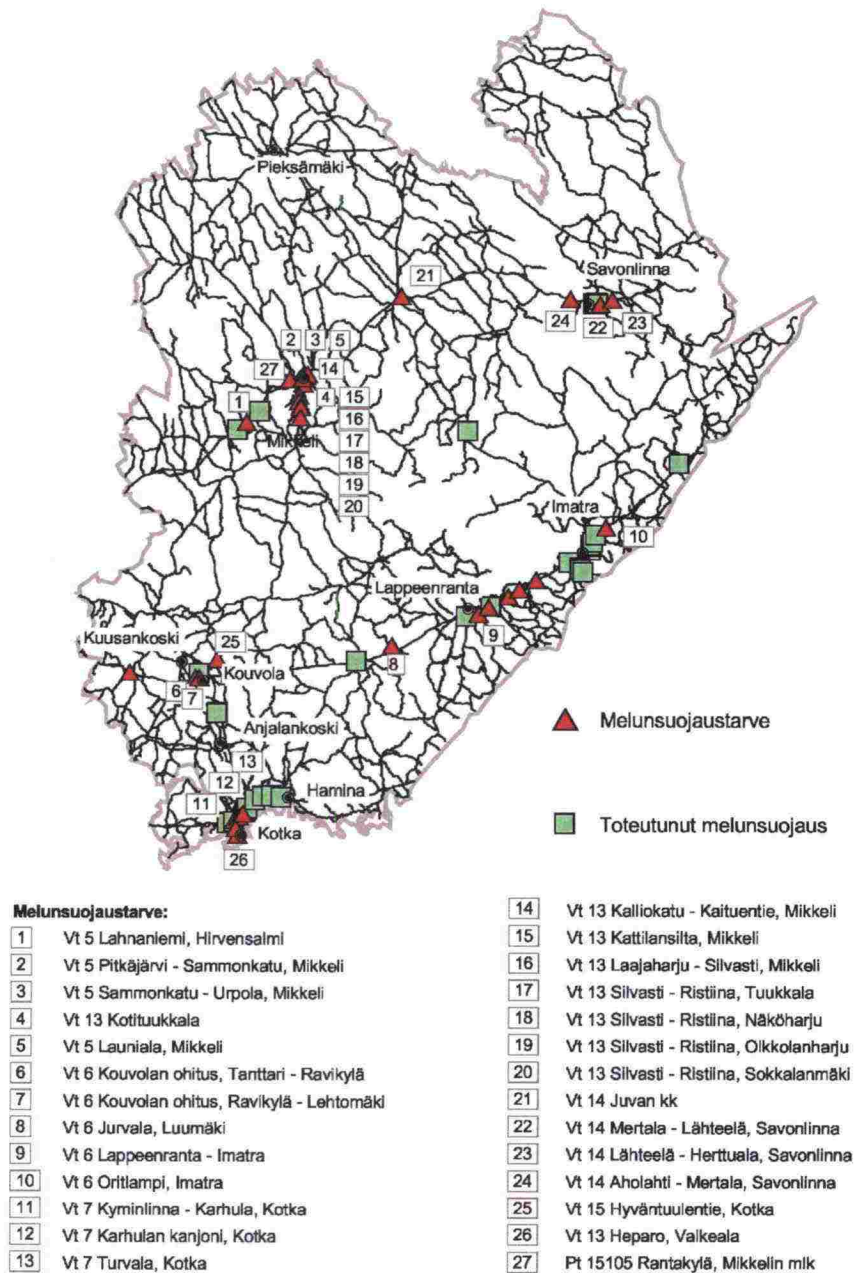 Pieksämäki
21
Savonlinna
24
22
23
2
3
5
27
14
1
4
15
Mikkeli
16
17
18
19
20
Imatra
10
Lappeenranta
9
Kuusankoski
25
8
Kouvola
6
7
Anjalankoski
13
12
Hamina
11
Kotka
26
Melunsuojaustarve
Toteutunut melunsuojaus
Melunsuojaustarve:
1 Vt 5 Lahnaniemi, Hirvensalmi
2 Vt 5 Pitkäjärvi - Sammonkatu, Mikkeli
3 Vt 5 Sammonkatu - Urpola, Mikkeli
4 Vt 13 Kotituukkala
5 Vt 5 Launiala, Mikkeli
6 Vt 6 Kouvolan ohitus, Tanttari - Ravikylä
7 Vt 6 Kouvolan ohitus, Ravikylä - Lehtomäki
8 Vt 6 Jurvala, Luumäki
9 Vt 6 Lappeenranta - Imatra
10 Vt 6 Oritlampi, Imatra
11 Vt 7 Kyminlinna - Karhula, Kotka
12 Vt 7 Karhulan kanjoni, Kotka
13 Vt 7 Turvala, Kotka
14 Vt 13 Kalliokatu - Kaituentie, Mikkeli
15 Vt 13 Kattilansilta, Mikkeli
16 Vt 13 Laajaharju - Silvasti, Mikkeli
17 Vt 13 Silvasti - Ristiina, Tuukkala
18 Vt 13 Silvasti - Ristiina, Näköharju
19 Vt 13 Silvasti - Ristiina, Olkkolanharju
20 Vt 13 Silvasti - Ristiina, Sokkalanmäki
21 Vt 14 Juvan kk
22 Vt 14 Mertala - Lähteelä, Savonlinna
23 Vt 14 Lähteelä - Herttuala, Savonlinna
24 Vt 14 Aholahti - Mertala, Savonlinna
25 Vt 15 Hyväntuulentie, Kotka
26 Vt 13 Heparo, Valkeala
27 Pt 15105 Rantakylä, Mikkelin mlk